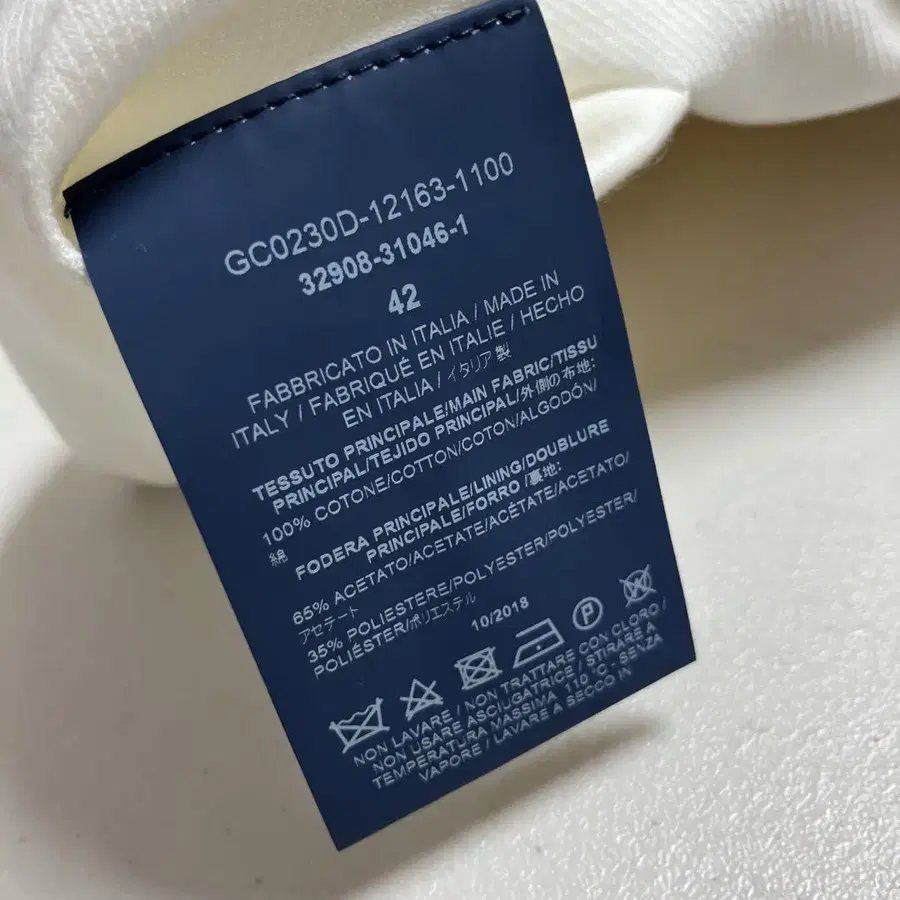 GC0230D-12163-1100
32908-31046-1
42
FABBRICATO IN ITALIA / MADE IN
ITALY / FABRIQUÉ EN ITALIE / HECHO
EN ITALIA / イタリア製
TESSUTO PRINCIPALE/MAIN FABRIC/TISSU
PRINCIPAL/TEJIDO PRINCIPAL/外側の布地:
100% COTONE/COTTON/COTON/ALGODÓN/
綿
FODERA PRINCIPALE/LINING/DOUBLURE
PRINCIPALE/FORRO /裏地:
65% ACETATO/ACETATE/ACÉTATE/ACETATO/
アセテート
35% POLIESTERE/POLYESTER/POLYESTER/
POLIÉSTER/ポリエステル
10/2018
P
NON LAVARE / NON TRATTARE CON CLORO /
NON USARE ASCIUGATRICE / STIRARE A
TEMPERATURA MASSIMA 110°C - SENZA
VAPORE / LAVARE A SECCO IN